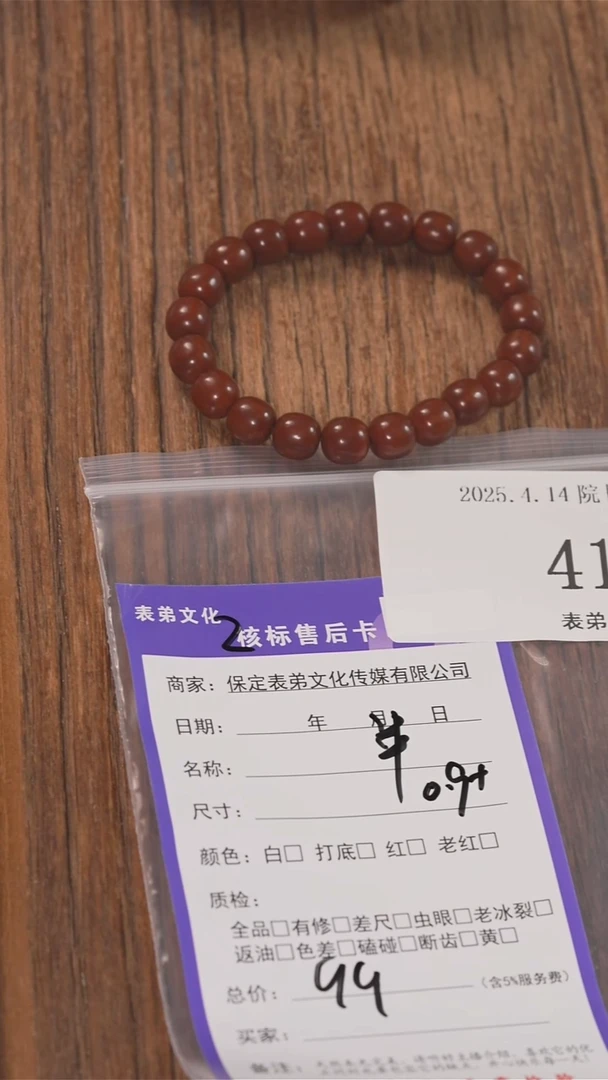 2025.4.14 院
41
表弟
表弟文化
2
核标售后卡
商家：保定表弟文化传媒有限公司
日期： 年 月 日
名称：
0.9+
尺寸：
颜色：白□ 打底□ 红□ 老红□
质检：
全品□有修□差尺□虫眼□老冰裂□
返油□色差□磕碰□断齿□黄□
总价： 99 （含5%服务费）
买家：
备注：